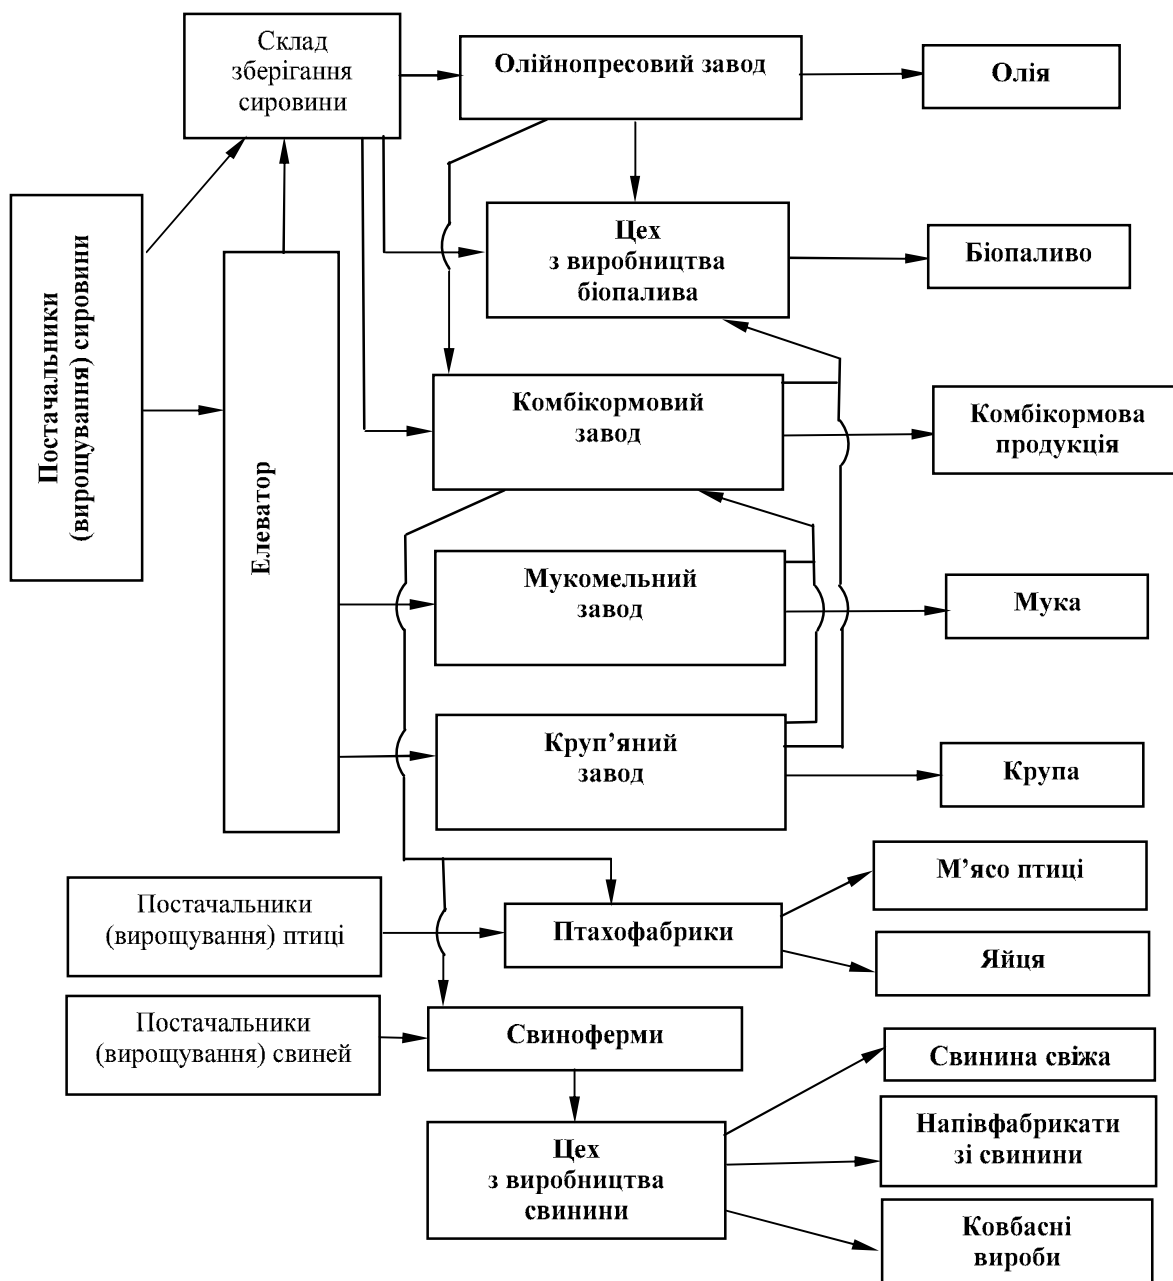 Склад
зберігання
сировини
Олійнопресовий завод
Олія
Постачальники
(вирощування) сировини
Елеватор
Цех
з виробництва
біопалива
Біопаливо
Комбікормовий
завод
Комбікормова
продукція
Мукомельний
завод
Мука
Круп’яний
завод
Крупа
Постачальники
(вирощування) птиці
Птахофабрики
М’ясо птиці
Яйця
Постачальники
(вирощування) свиней
Свиноферми
Свинина свіжа
Цех
з виробництва
свинини
Напівфабрикати
зі свинини
Ковбасні
вироби